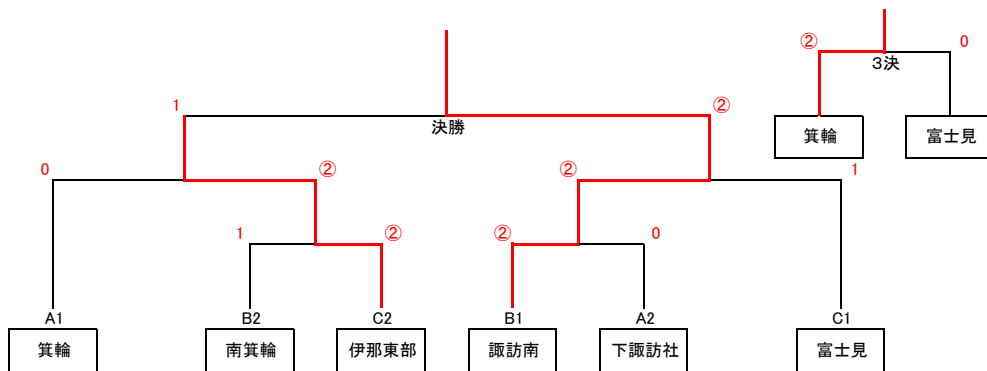 ② 0
3決
箕輪 富士見
1 ②
決勝
0 ② ② 1
1 ② ② 0
A1 B2 C2 B1 A2 C1
箕輪 南箕輪 伊那東部 諏訪南 下諏訪社 富士見